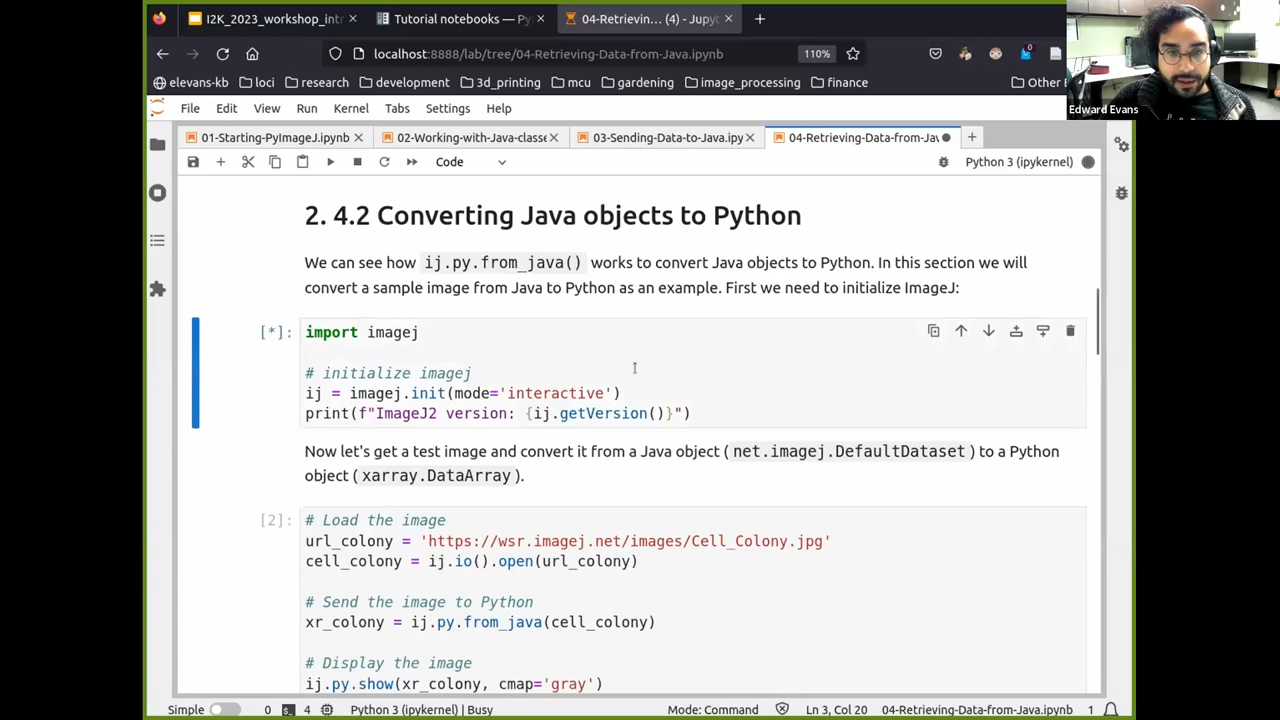 I2K_2023_workshop_intr
Tutorial notebooks — Py
04-Retrievin… (4) - Jupyt
localhost:8888/lab/tree/04-Retrieving-Data-from-Java.ipynb
110%
elevans-kb
loci
research
development
3d_printing
mcu
gardening
image_processing
finance
Other
Edward Evans
File Edit View Run Kernel Tabs Settings Help
01-Starting-PyImageJ.ipynb
02-Working-with-Java-classe
03-Sending-Data-to-Java.ipy
04-Retrieving-Data-from-Jav
Code
Python 3 (ipykernel)
2. 4.2 Converting Java objects to Python
We can see how ij.py.from_java() works to convert Java objects to Python. In this section we will
convert a sample image from Java to Python as an example. First we need to initialize ImageJ:
[*]: import imagej
# initialize imagej
ij = imagej.init(mode='interactive')
print(f"ImageJ2 version: {ij.getVersion()}")
Now let's get a test image and convert it from a Java object ( net.imagej.DefaultDataset ) to a Python
object ( xarray.DataArray ).
[2]: # Load the image
url_colony = 'https://wsr.imagej.net/images/Cell_Colony.jpg'
cell_colony = ij.io().open(url_colony)
# Send the image to Python
xr_colony = ij.py.from_java(cell_colony)
# Display the image
ij.py.show(xr_colony, cmap='gray')
Simple 0 4 Python 3 (ipykernel) | Busy Mode: Command Ln 3, Col 20 04-Retrieving-Data-from-Java.ipynb 1